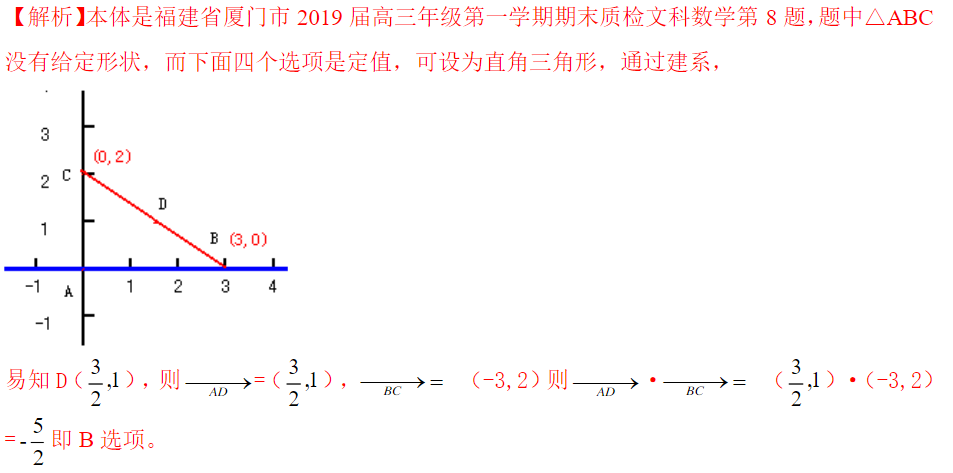 【解析】本体是福建省厦门市 2019 届高三年级第一学期期末质检文科数学第 8 题，题中△ABC
没有给定形状，而下面四个选项是定值，可设为直角三角形，通过建系，
3
(0,2)
2 C
D
1
B (3,0)
-1 A 1 2 3 4
-1
易知 D（3/2,1），则 →AD =（3/2,1），→BC = （-3,2）则 →AD · →BC = （3/2,1）·（-3,2）
=-5/2 即 B 选项。